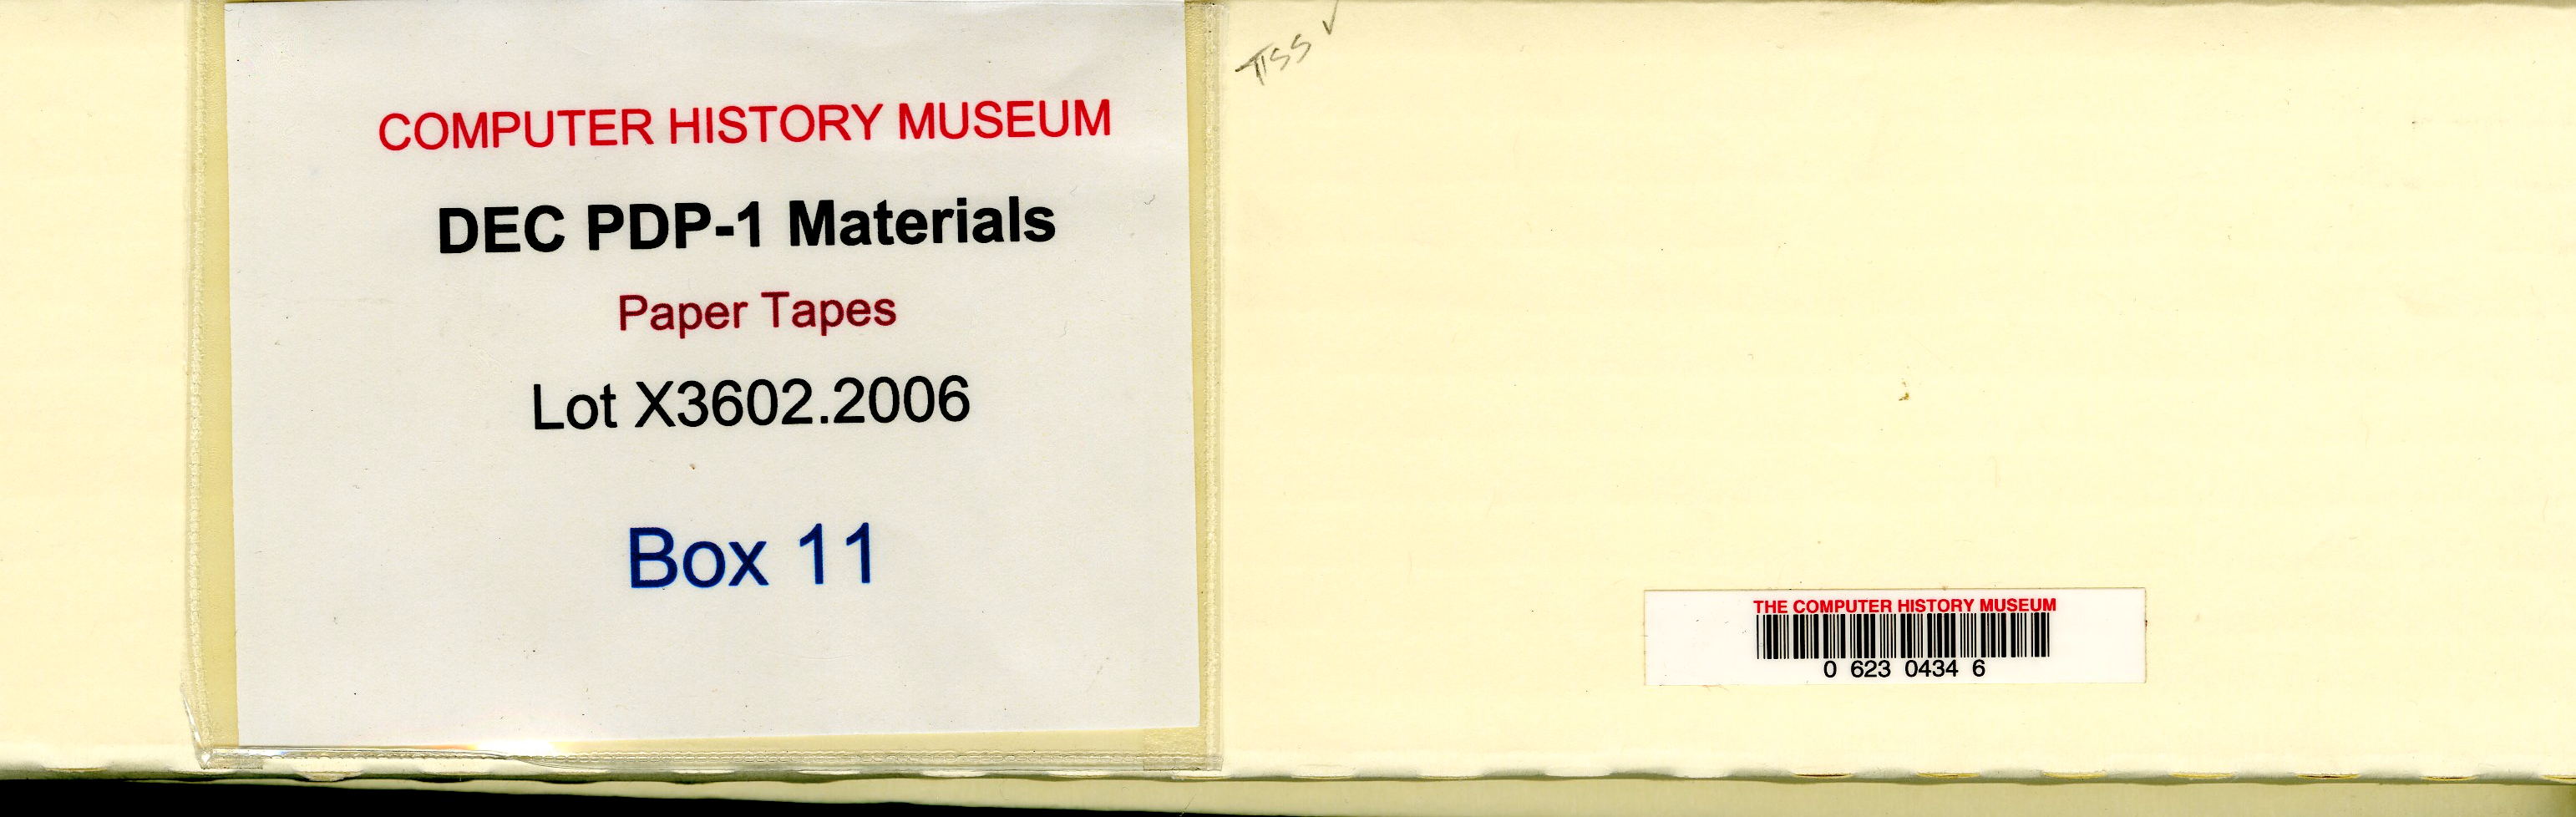 COMPUTER HISTORY MUSEUM
DEC PDP-1 Materials
Paper Tapes
Lot X3602.2006
Box 11
THE COMPUTER HISTORY MUSEUM
0 623 0434 6